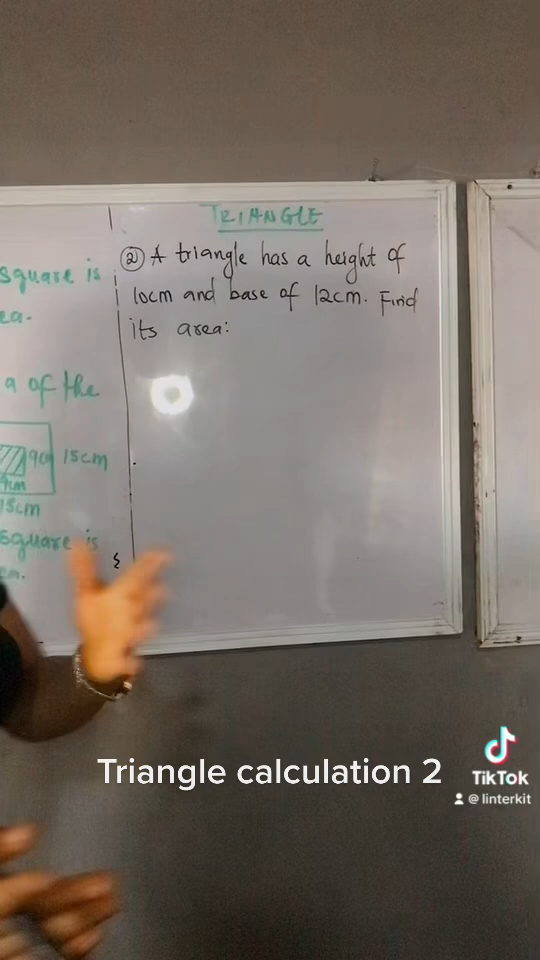 square is
ea.
a of the
9cm 15cm
9cm
15cm
square is
TRIANGLE
② A triangle has a height of
10cm and base of 12cm. Find
its area:
Triangle calculation 2
TikTok
@linterkit